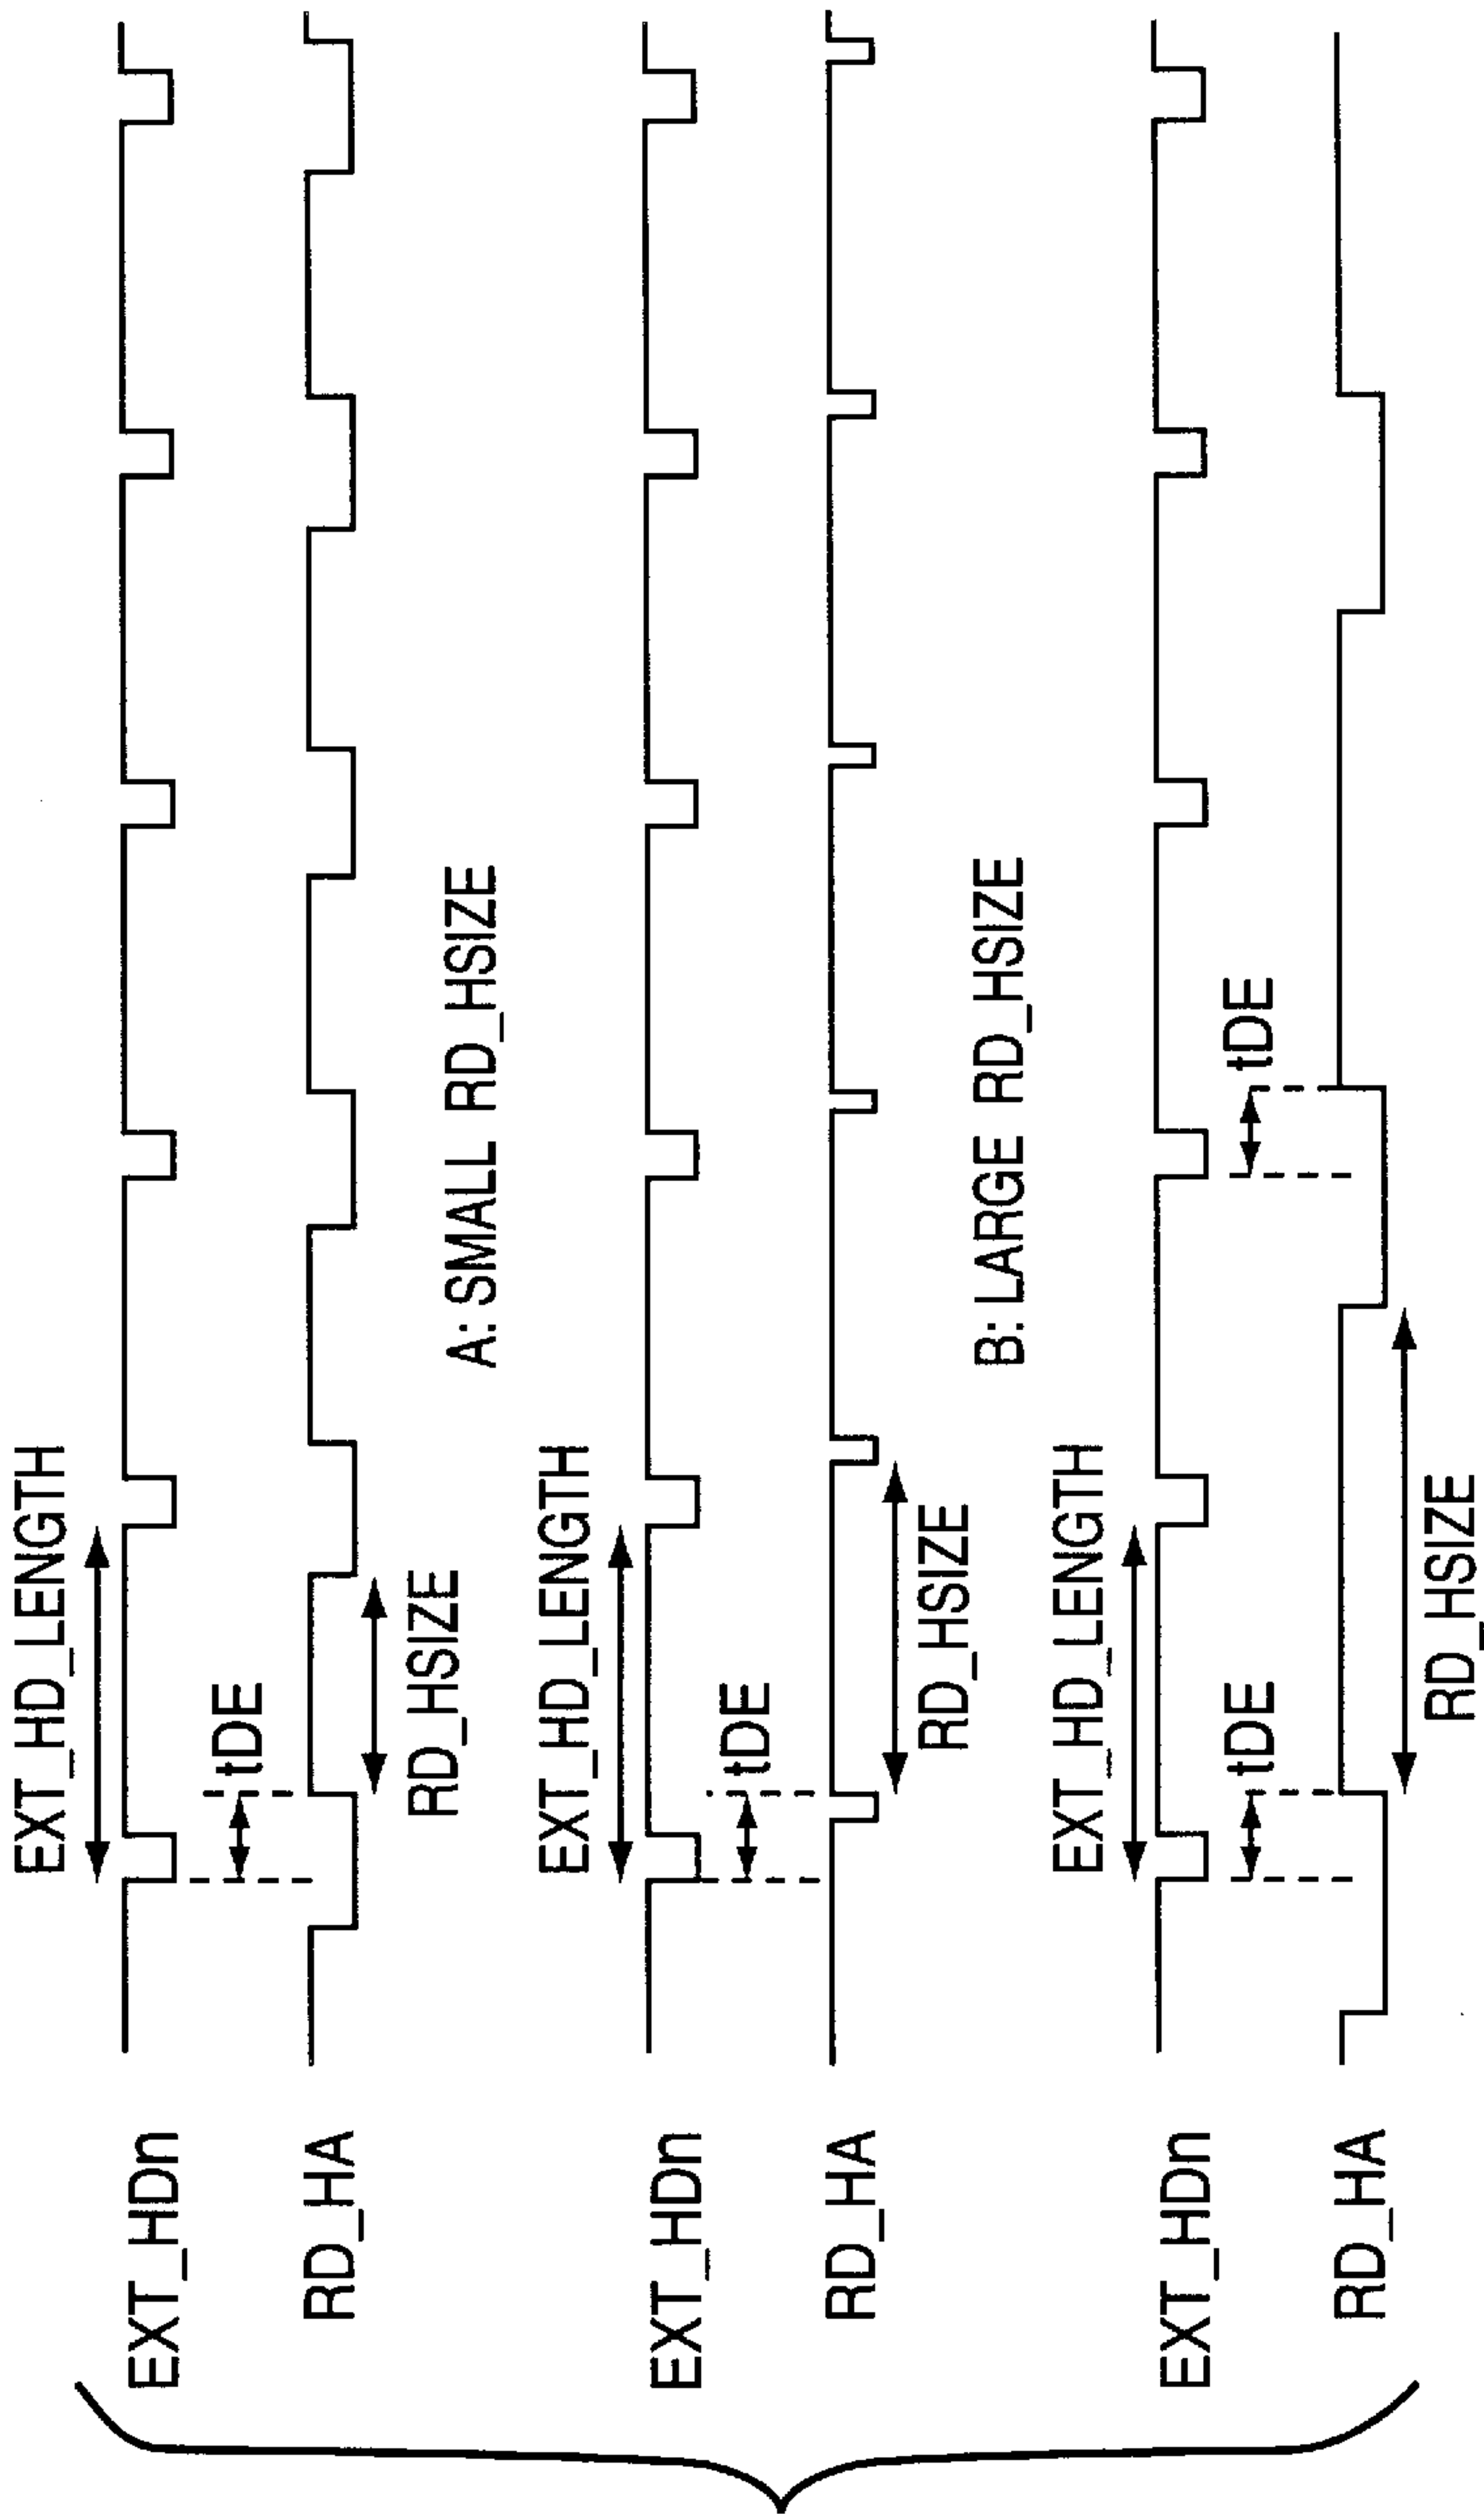 EXT_HD_LENGTH
EXT_HDn
tDE
RD_HA
RD_HSIZE
A: SMALL RD_HSIZE
EXT_HD_LENGTH
EXT_HDn
tDE
RD_HA
RD_HSIZE
B: LARGE RD_HSIZE
EXT_HD_LENGTH
EXT_HDn
tDE
tDE
RD_HA
RD_HSIZE